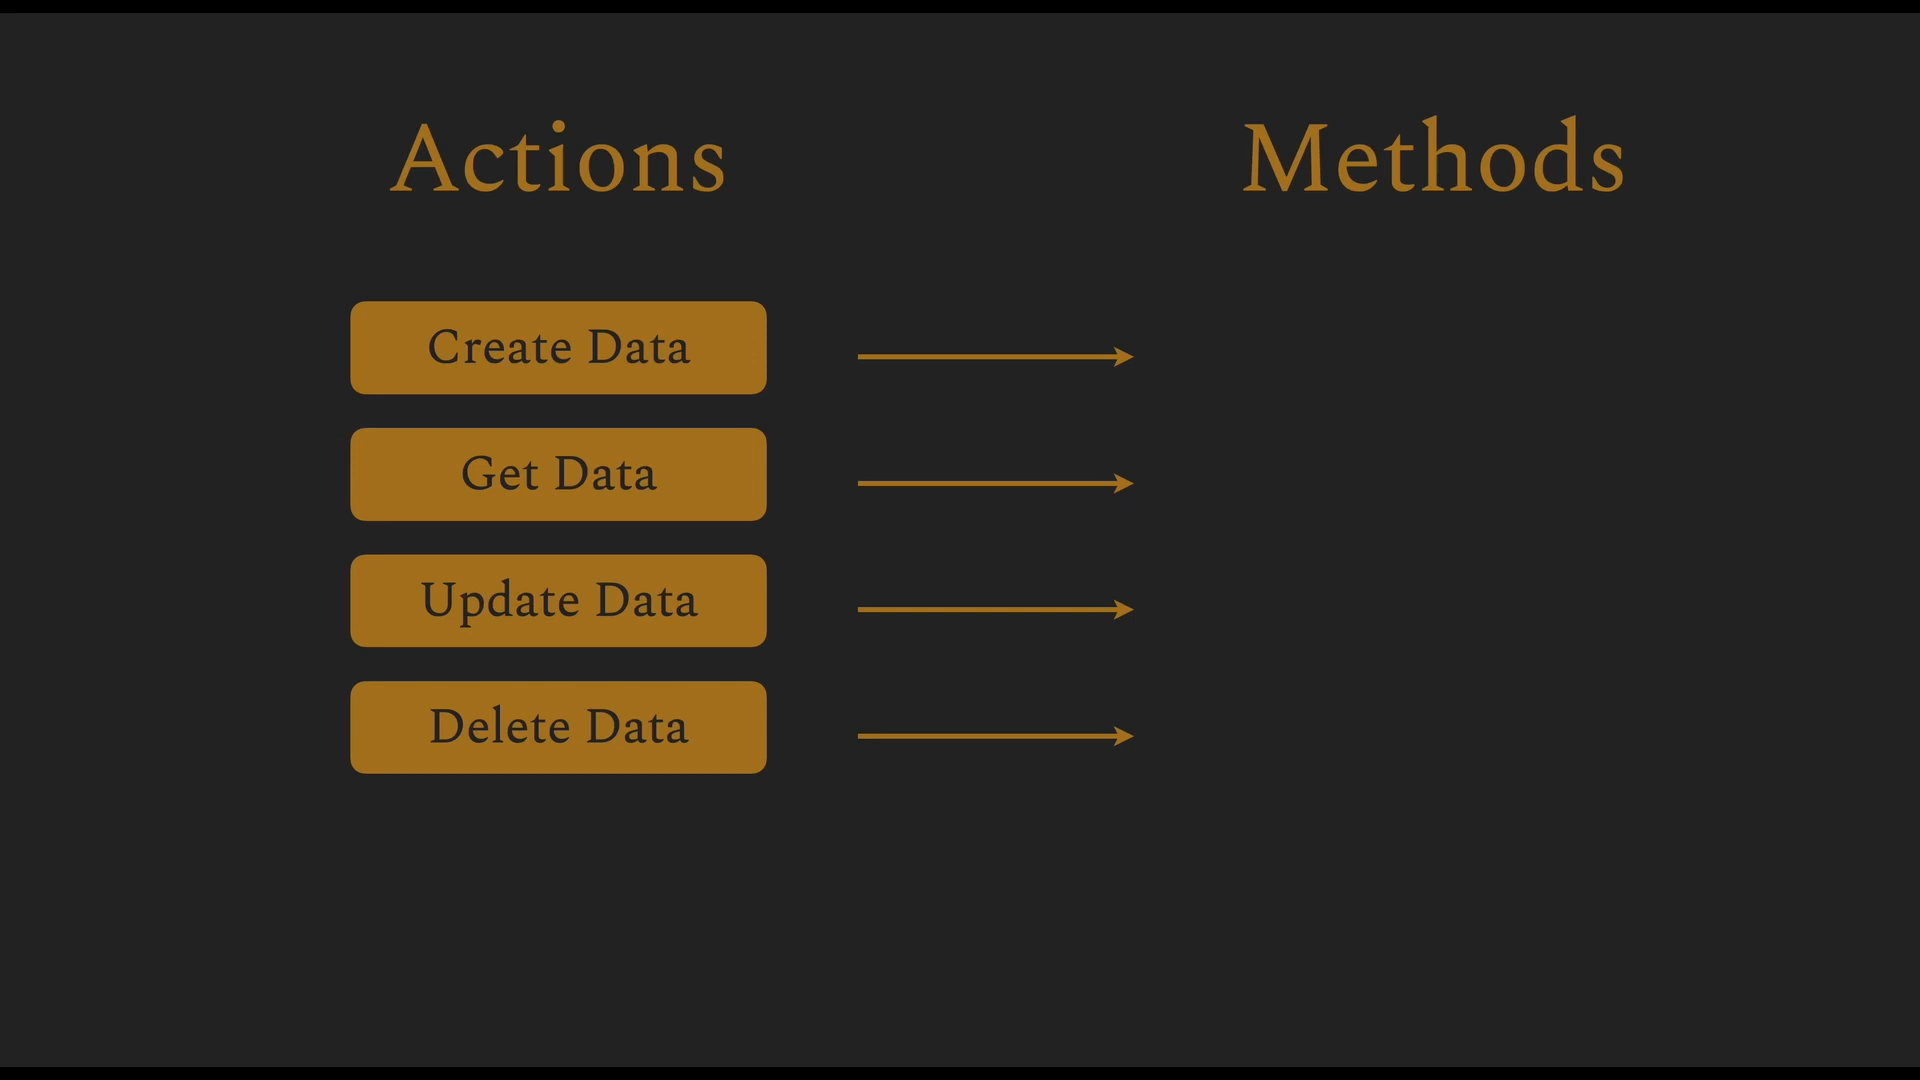 Actions
Methods
Create Data
Get Data
Update Data
Delete Data